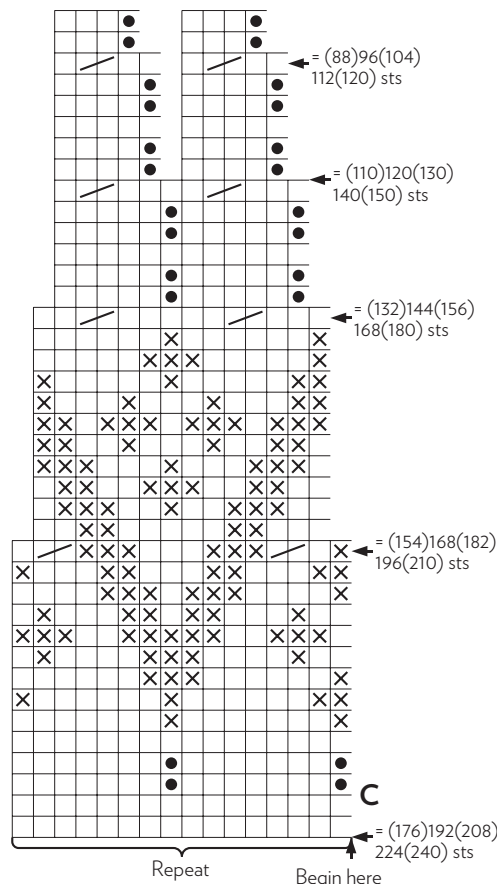 = (88)96(104)
112(120) sts
= (110)120(130)
140(150) sts
= (132)144(156)
168(180) sts
= (154)168(182)
196(210) sts
C
= (176)192(208)
224(240) sts
Repeat
Begin here